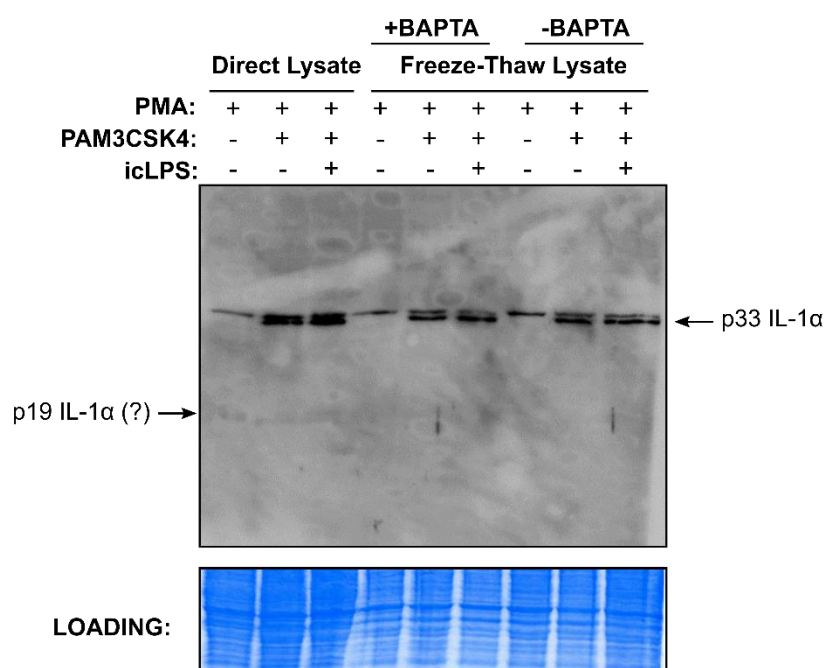 +BAPTA -BAPTA
Direct Lysate Freeze-Thaw Lysate
PMA: + + + + + + + + +
PAM3CSK4: - + + - + + - + +
icLPS: - - + - - + - - +
p33 IL-1α
p19 IL-1α (?)
LOADING: